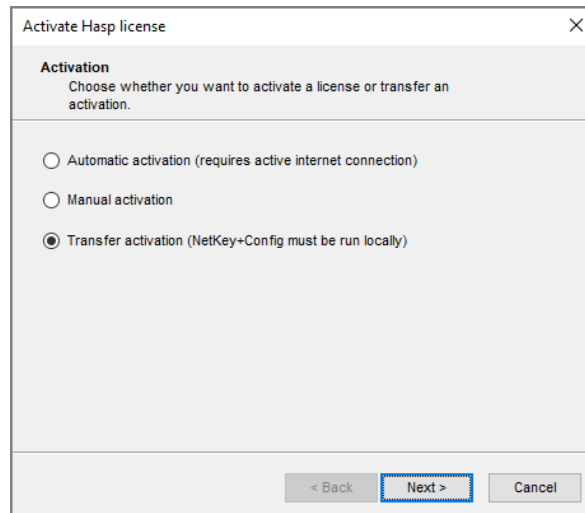 Activate Hasp license
Activation
Choose whether you want to activate a license or transfer an
activation.
Automatic activation (requires active internet connection)
Manual activation
Transfer activation (NetKey+Config must be run locally)
< Back
Next >
Cancel